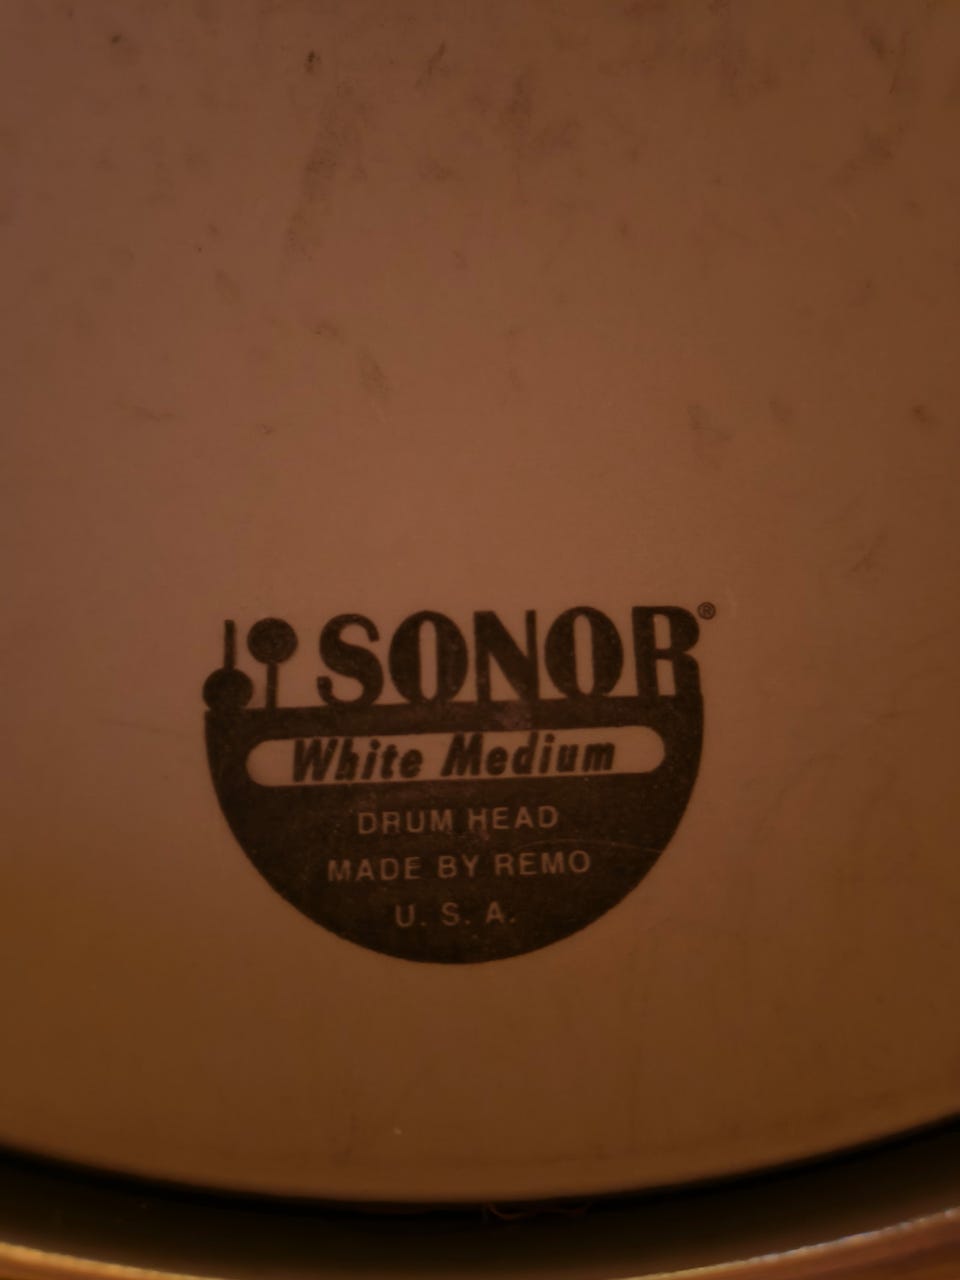 SONOR®
White Medium
DRUM HEAD
MADE BY REMO
U. S. A.